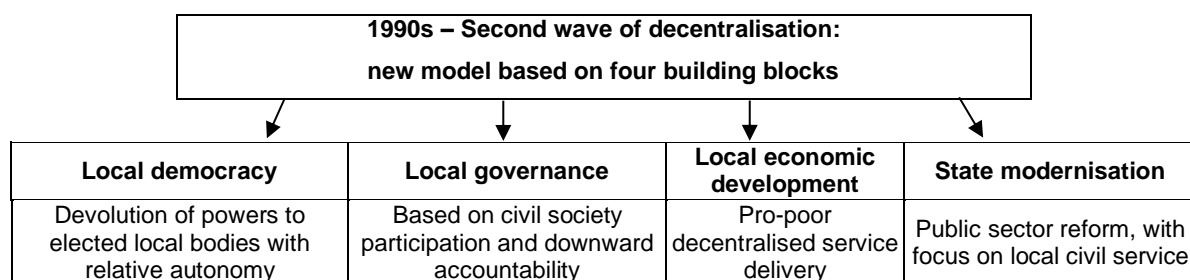 1990s – Second wave of decentralisation:
new model based on four building blocks
Local democracy
Local governance
Local economic
development
State modernisation
Devolution of powers to
elected local bodies with
relative autonomy
Based on civil society
participation and downward
accountability
Pro-poor
decentralised service
delivery
Public sector reform, with
focus on local civil service